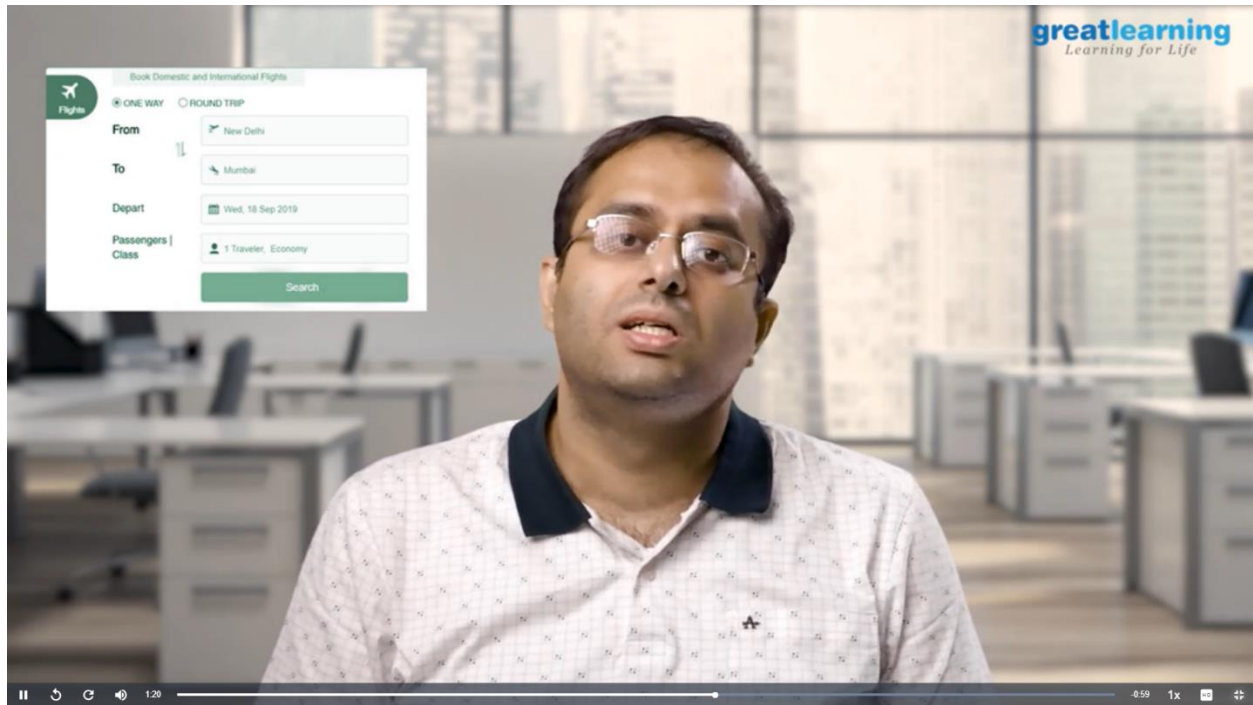 greatlearning
Learning for Life
Book Domestic and International Flights
Flights
ONE WAY ROUND TRIP
From New Delhi
To Mumbai
Depart Wed, 18 Sep 2019
Passengers | Class 1 Traveler, Economy
Search
1:20 -0:59 1x HD